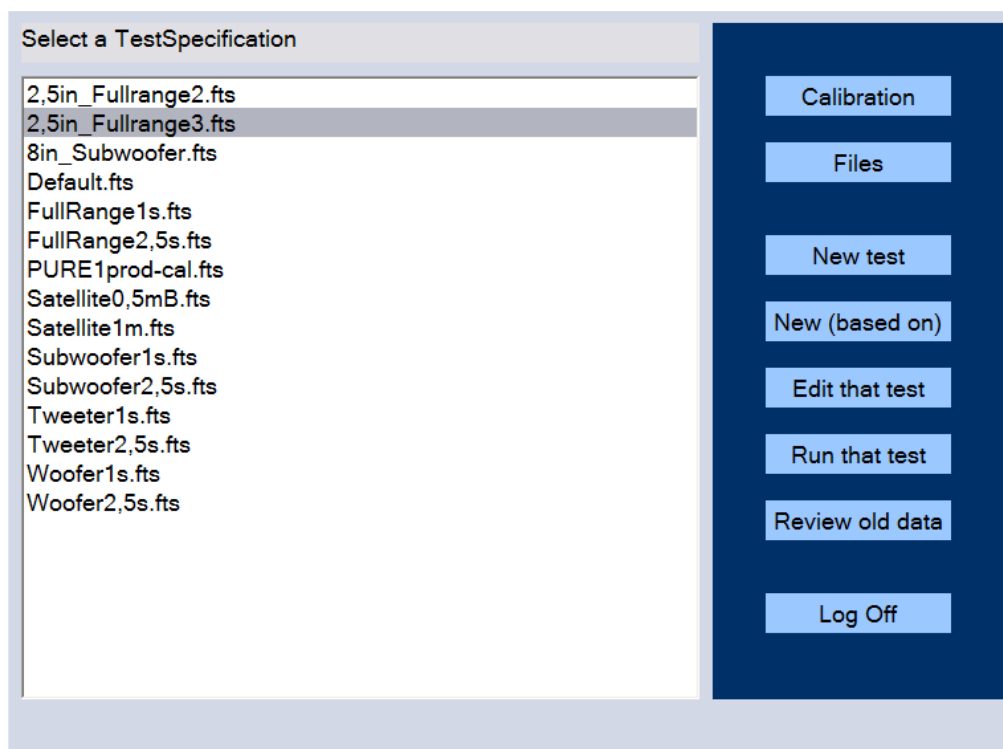 Select a TestSpecification
2,5in_Fullrange2.fts
2,5in_Fullrange3.fts
8in_Subwoofer.fts
Default.fts
FullRange1s.fts
FullRange2,5s.fts
PURE1prod-cal.fts
Satellite0,5mB.fts
Satellite1m.fts
Subwoofer1s.fts
Subwoofer2,5s.fts
Tweeter1s.fts
Tweeter2,5s.fts
Woofer1s.fts
Woofer2,5s.fts
Calibration
Files
New test
New (based on)
Edit that test
Run that test
Review old data
Log Off